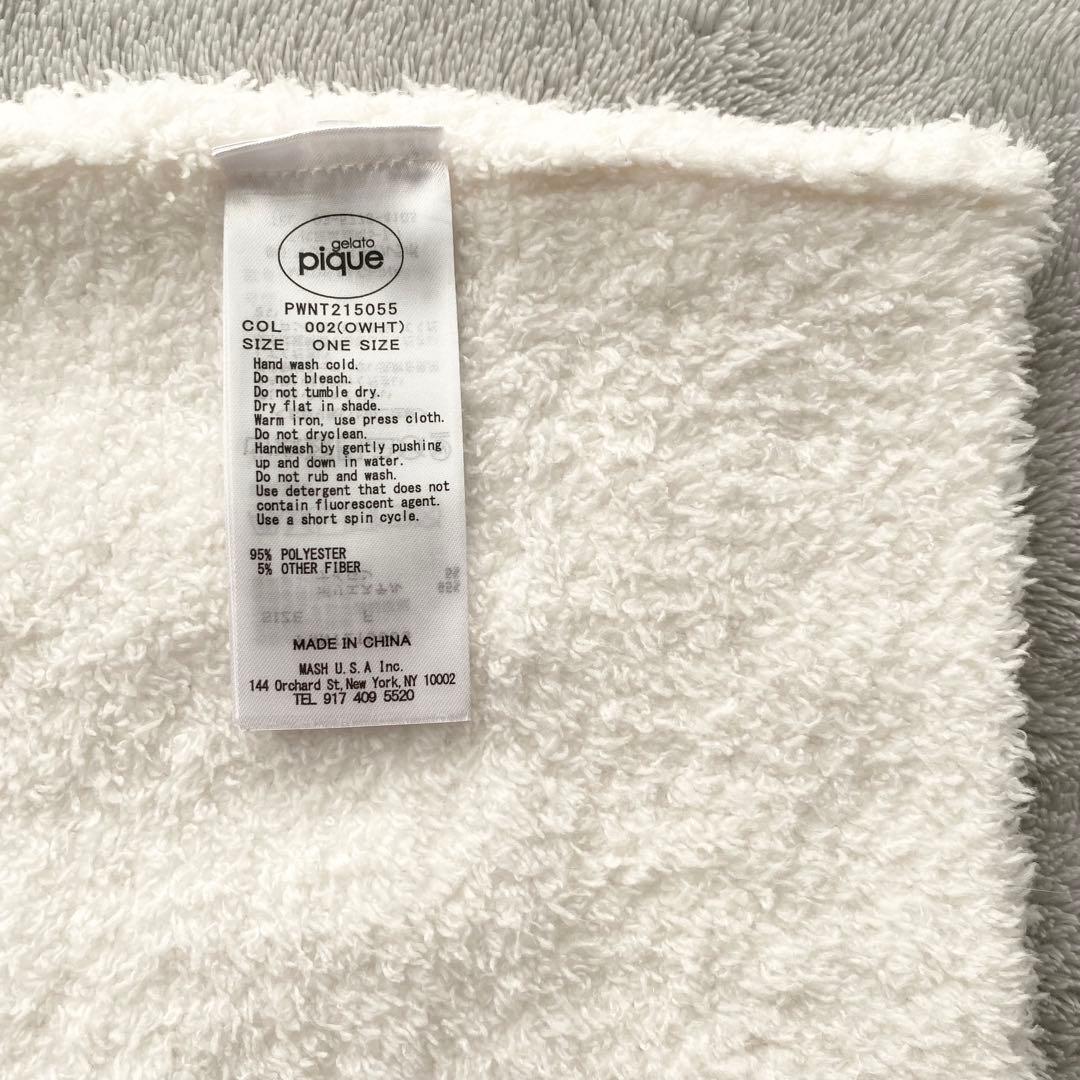 gelato
pique
PWNT215055
COL 002(OWHT)
SIZE ONE SIZE
Hand wash cold.
Do not bleach.
Do not tumble dry.
Dry flat in shade.
Warm iron, use press cloth.
Do not dryclean.
Handwash by gently pushing
up and down in water.
Do not rub and wash.
Use detergent that does not
contain fluorescent agent.
Use a short spin cycle.
95% POLYESTER
5% OTHER FIBER
MADE IN CHINA
MASH U.S.A Inc.
144 Orchard St, New York, NY 10002
TEL 917 409 5520